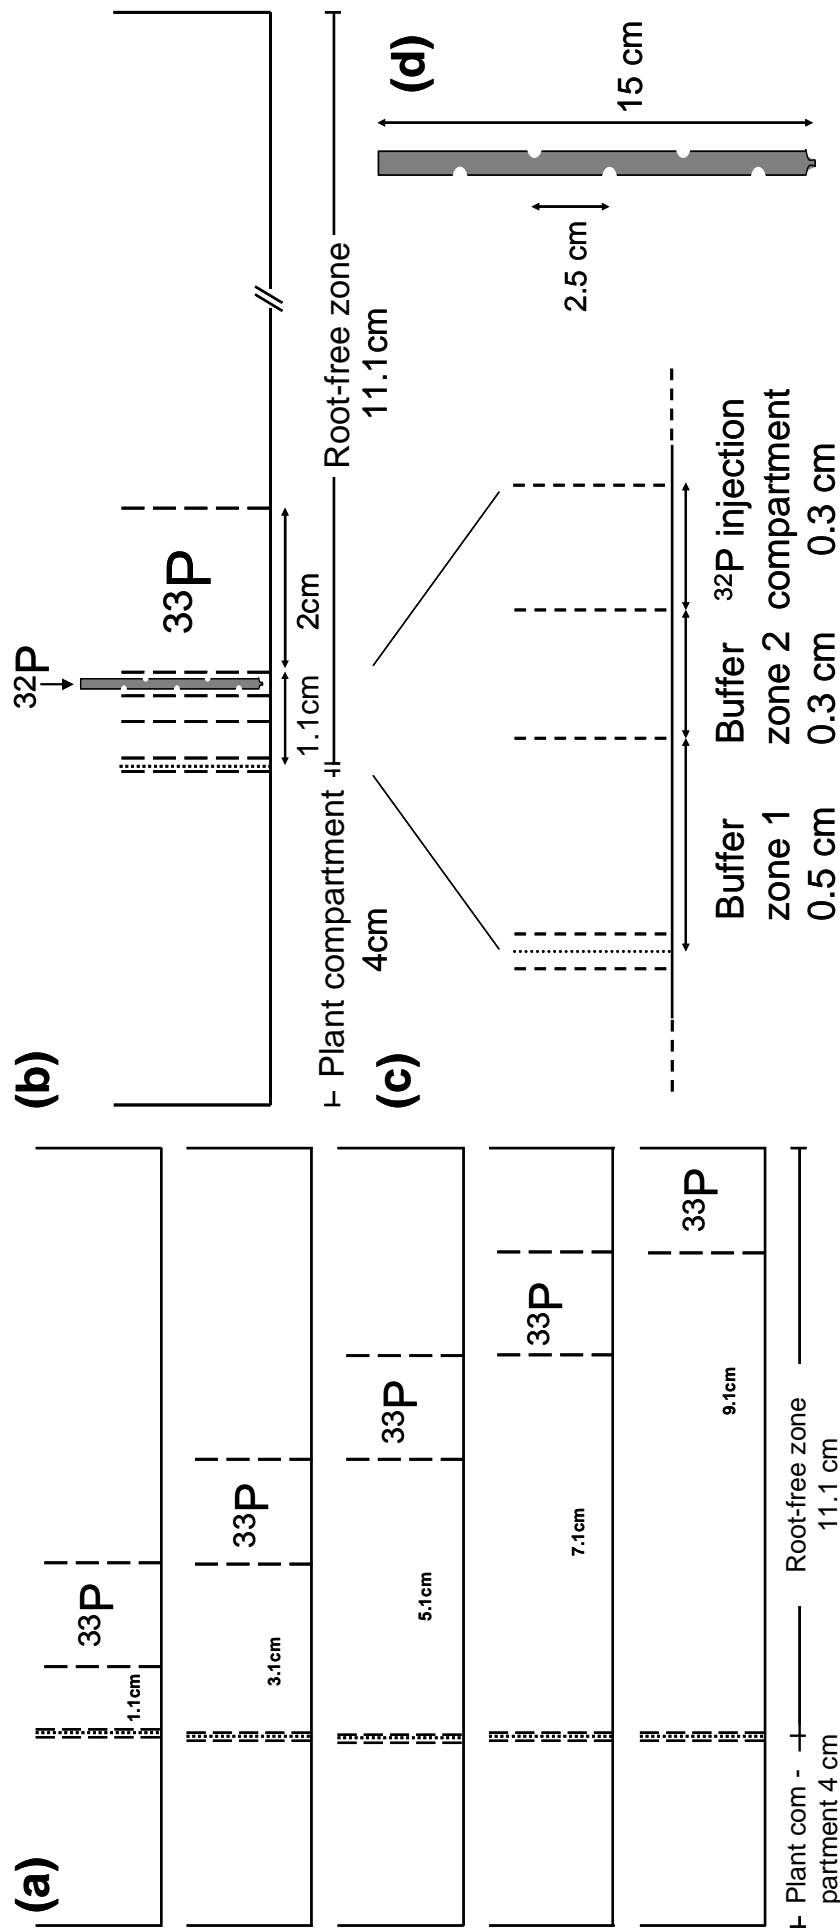 (a)
33P
1.1cm
33P
3.1cm
33P
5.1cm
33P
7.1cm
33P
9.1cm
Plant com -
partment 4 cm
Root-free zone
11.1 cm
(b)
32P
33P
1.1cm
2cm
Plant compartment
4cm
Root-free zone
11.1cm
(c)
Buffer
zone 1
0.5 cm
Buffer
zone 2
0.3 cm
32P injection
compartment
0.3 cm
(d)
2.5 cm
15 cm